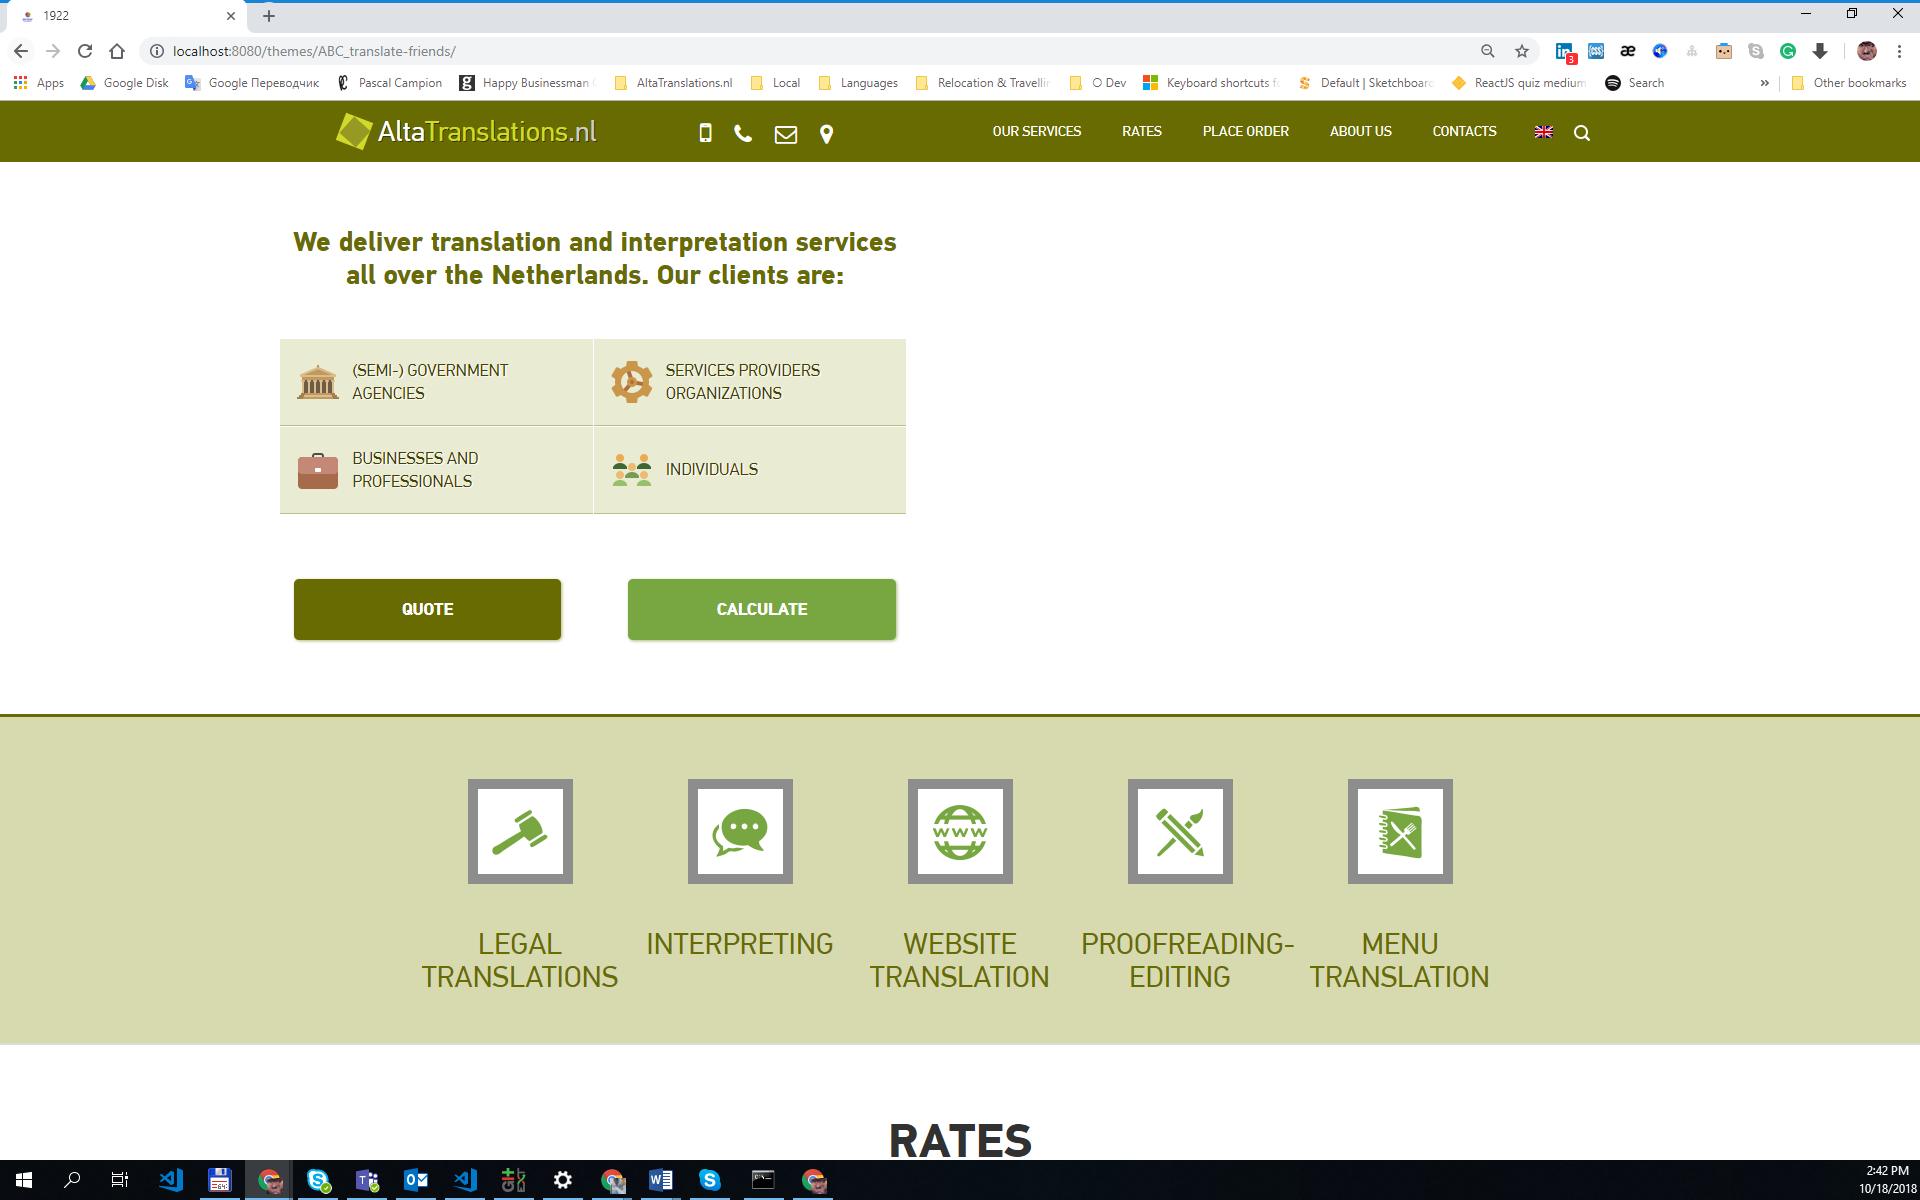 1922
localhost:8080/themes/ABC_translate-friends/
3
Apps
Google Disk
Google Переводчик
Pascal Campion
Happy Businessman
AltaTranslations.nl
Local
Languages
Relocation & Travellin
O Dev
Keyboard shortcuts fo
Default | Sketchboard
ReactJS quiz medium
Search
»
Other bookmarks
AltaTranslations.nl
OUR SERVICES
RATES
PLACE ORDER
ABOUT US
CONTACTS
We deliver translation and interpretation services
all over the Netherlands. Our clients are:
(SEMI-) GOVERNMENT
AGENCIES
SERVICES PROVIDERS
ORGANIZATIONS
BUSINESSES AND
PROFESSIONALS
INDIVIDUALS
QUOTE
CALCULATE
WWW
LEGAL
TRANSLATIONS
INTERPRETING
WEBSITE
TRANSLATION
PROOFREADING-
EDITING
MENU
TRANSLATION
RATES
2:42 PM
10/18/2018